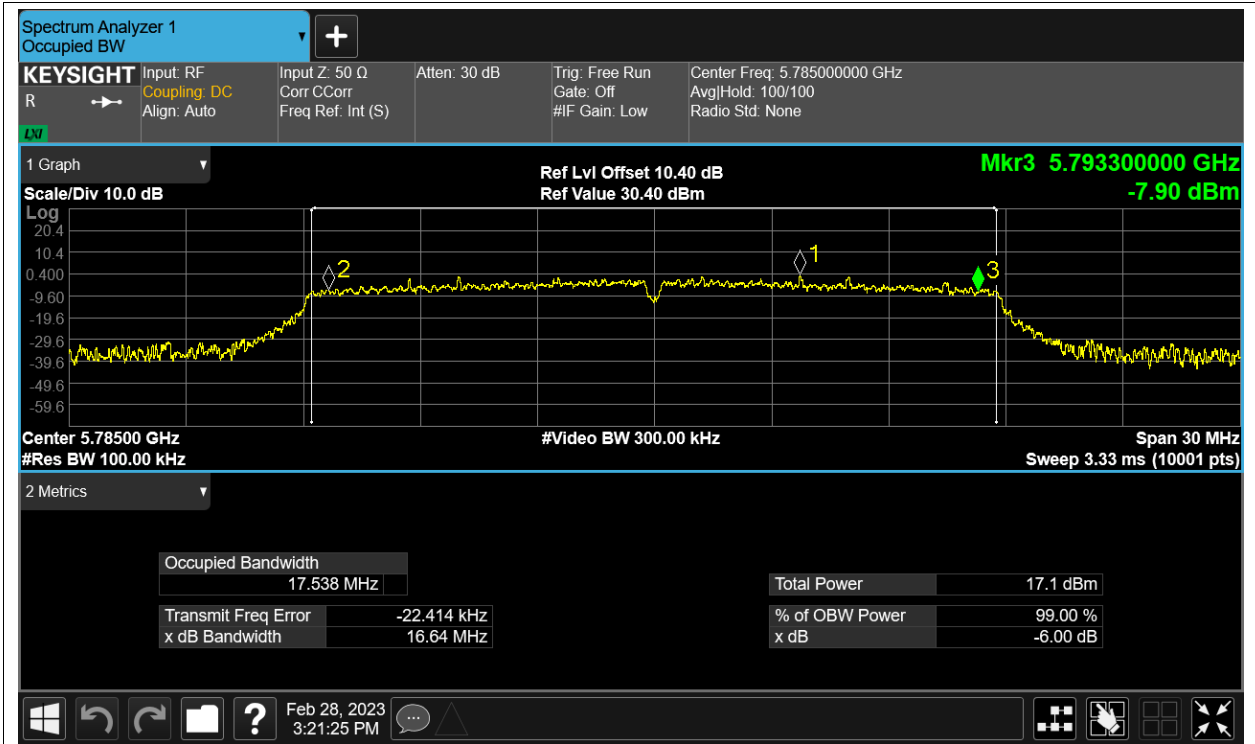 Spectrum Analyzer 1
Occupied BW
KEYSIGHT
R
LXI
Input: RF
Coupling: DC
Align: Auto
Input Z: 50 Ω
Corr CCorr
Freq Ref: Int (S)
Atten: 30 dB
Trig: Free Run
Gate: Off
#IF Gain: Low
Center Freq: 5.785000000 GHz
Avg|Hold: 100/100
Radio Std: None
1 Graph
Scale/Div 10.0 dB
Ref Lvl Offset 10.40 dB
Ref Value 30.40 dBm
Mkr3 5.793300000 GHz
-7.90 dBm
Log
20.4
10.4
0.400
-9.60
-19.6
-29.6
-39.6
-49.6
-59.6
2
1
3
Center 5.78500 GHz
#Res BW 100.00 kHz
#Video BW 300.00 kHz
Span 30 MHz
Sweep 3.33 ms (10001 pts)
2 Metrics
Occupied Bandwidth
17.538 MHz
Transmit Freq Error -22.414 kHz
x dB Bandwidth 16.64 MHz
Total Power 17.1 dBm
% of OBW Power 99.00 %
x dB -6.00 dB
?
Feb 28, 2023
3:21:25 PM